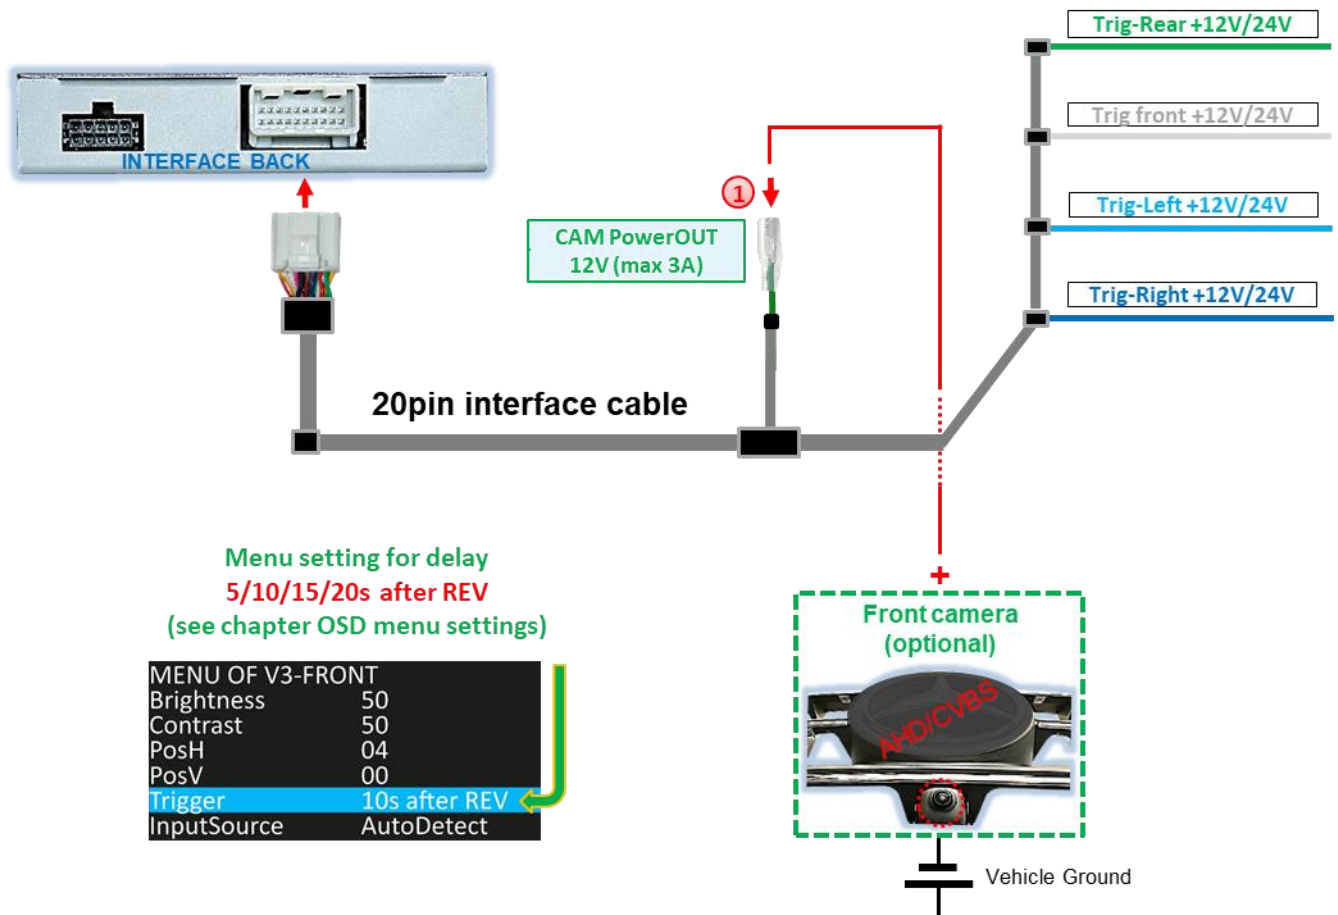 Trig-Rear +12V/24V
Trig front +12V/24V
Trig-Left +12V/24V
Trig-Right +12V/24V
INTERFACE BACK
1
CAM PowerOUT
12V (max 3A)
20pin interface cable
Menu setting for delay
5/10/15/20s after REV
(see chapter OSD menu settings)
MENU OF V3-FRONT
Brightness 50
Contrast 50
PosH 04
PosV 00
Trigger 10s after REV
InputSource AutoDetect
+
Front camera
(optional)
AHD/CVBS
Vehicle Ground